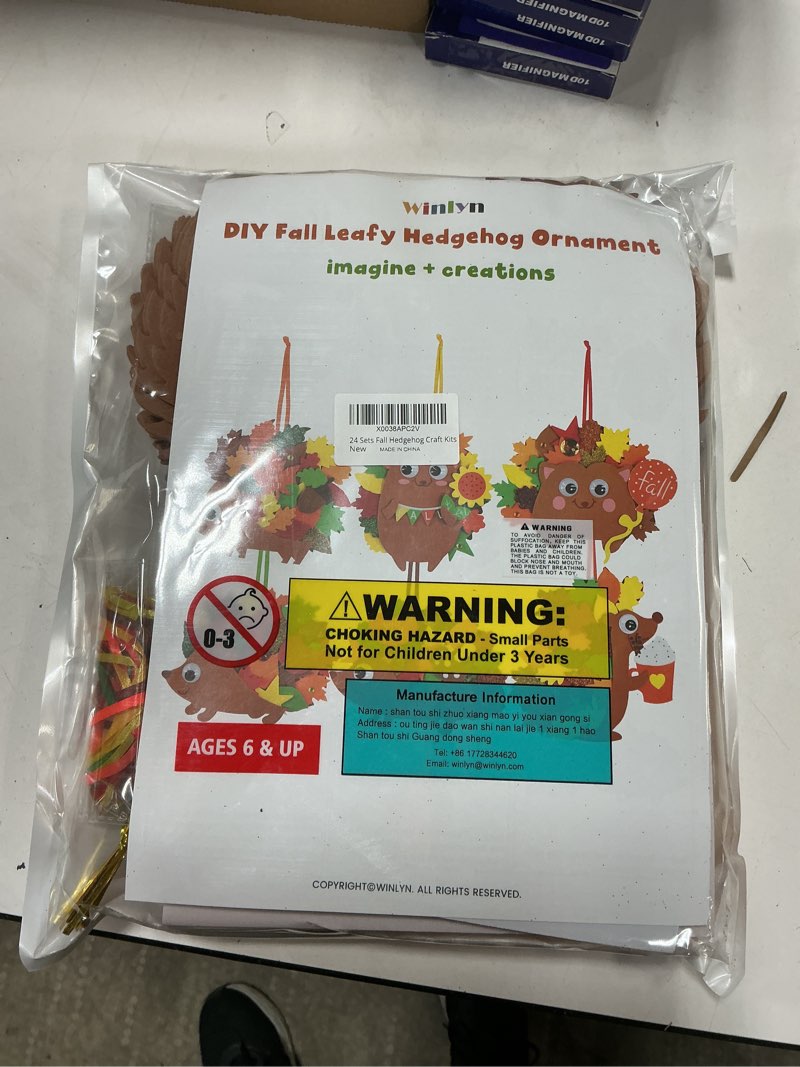 10D MAGNIFIER
10D MAGNIFIER
10D MAGNIFIER
winlyn
DIY Fall Leafy Hedgehog Ornament
imagine + creations
X0038APC2V
24 Sets Fall Hedgehog Craft Kits
New MADE IN CHINA
fall
WARNING
TO AVOID DANGER OF
SUFFOCATION, KEEP THIS
PLASTIC BAG AWAY FROM
BABIES AND CHILDREN.
THE PLASTIC BAG COULD
BLOCK NOSE AND MOUTH
AND PREVENT BREATHING.
THIS BAG IS NOT A TOY.
0-3
WARNING:
CHOKING HAZARD - Small Parts
Not for Children Under 3 Years
Manufacture Information
Name : shan tou shi zhuo xiang mao yi you xian gong si
Address : ou ting jie dao wan shi nan lai jie 1 xiang 1 hao
Shan tou shi Guang dong sheng
Tel: +86 17728344620
Email: winlyn@winlyn.com
AGES 6 & UP
COPYRIGHT©WINLYN. ALL RIGHTS RESERVED.